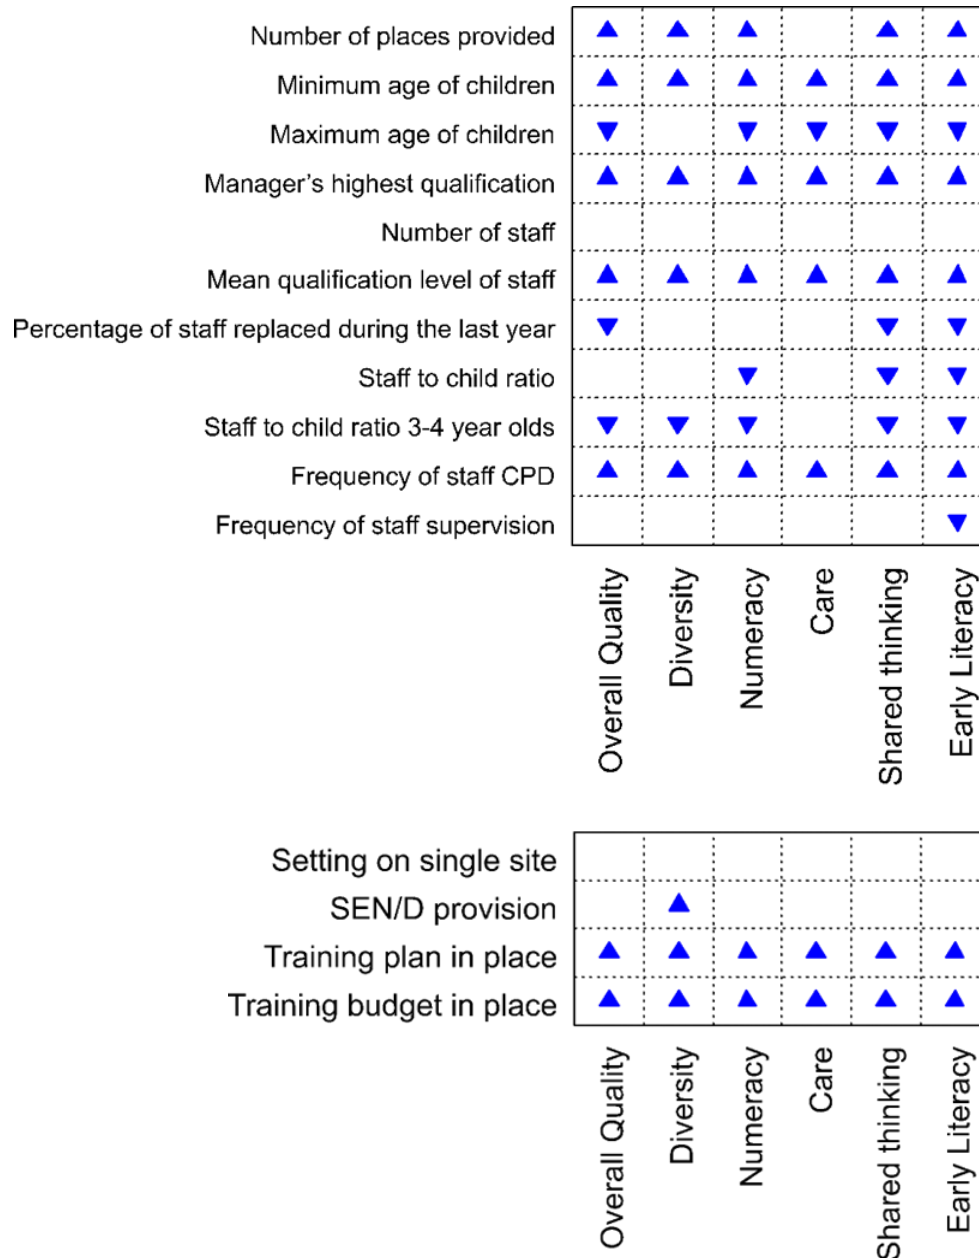 Number of places provided
Minimum age of children
Maximum age of children
Manager's highest qualification
Number of staff
Mean qualification level of staff
Percentage of staff replaced during the last year
Staff to child ratio
Staff to child ratio 3-4 year olds
Frequency of staff CPD
Frequency of staff supervision
Overall Quality
Diversity
Numeracy
Care
Shared thinking
Early Literacy
Setting on single site
SEN/D provision
Training plan in place
Training budget in place
Overall Quality
Diversity
Numeracy
Care
Shared thinking
Early Literacy